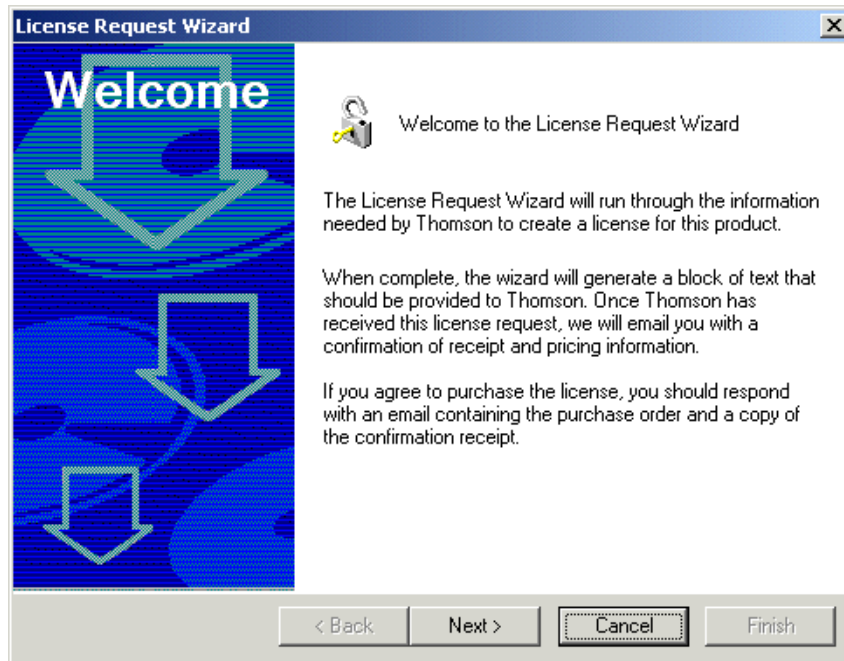 License Request Wizard
Welcome
Welcome to the License Request Wizard
The License Request Wizard will run through the information
needed by Thomson to create a license for this product.
When complete, the wizard will generate a block of text that
should be provided to Thomson. Once Thomson has
received this license request, we will email you with a
confirmation of receipt and pricing information.
If you agree to purchase the license, you should respond
with an email containing the purchase order and a copy of
the confirmation receipt.
< Back
Next >
Cancel
Finish